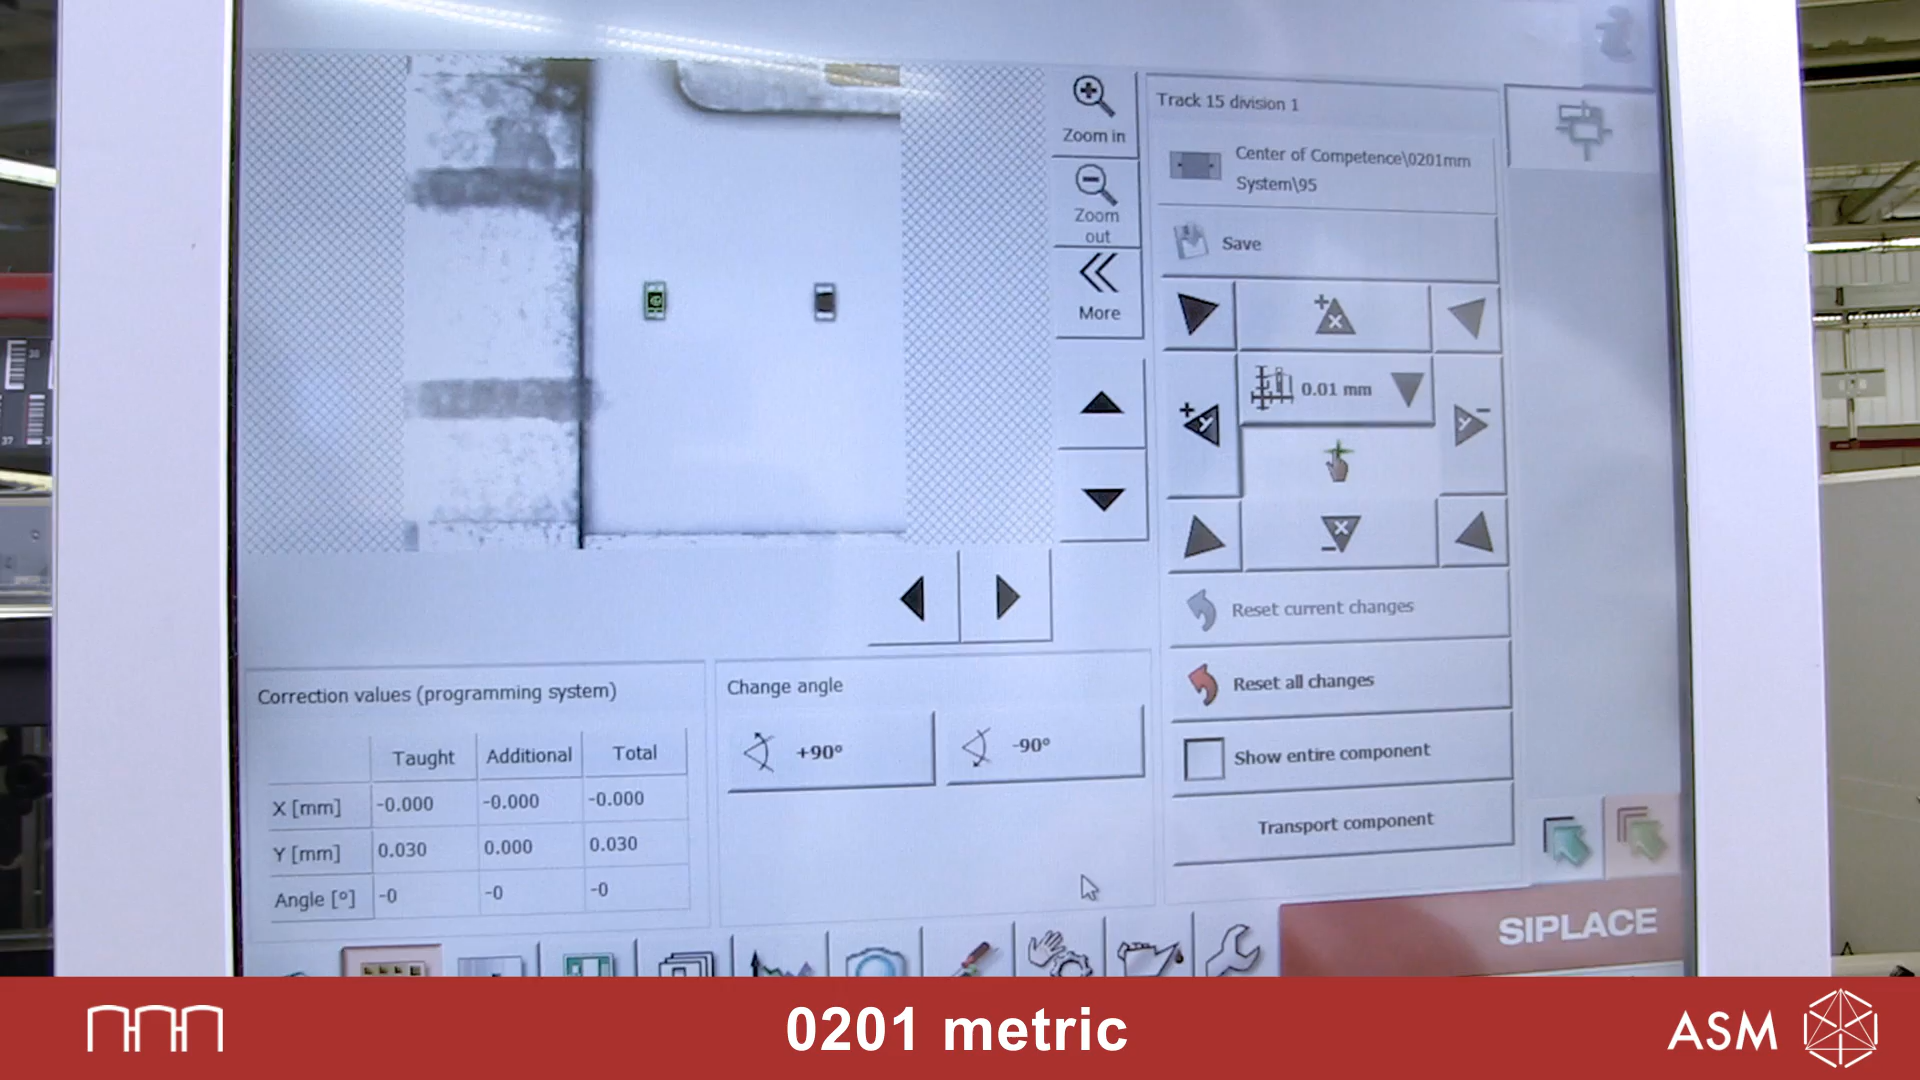 Zoom in
Zoom
out
More
Track 15 division 1
Center of Competence\0201mm
System\95
Save
+
X
+
Y
0.01 mm
Y
-
X
-
Reset current changes
Reset all changes
Show entire component
Transport component
Correction values (programming system)
Taught Additional Total
X [mm] -0.000 -0.000 -0.000
Y [mm] 0.030 0.000 0.030
Angle [°] -0 -0 -0
Change angle
+90° -90°
SIPLACE
38
37
0201 metric
ASM